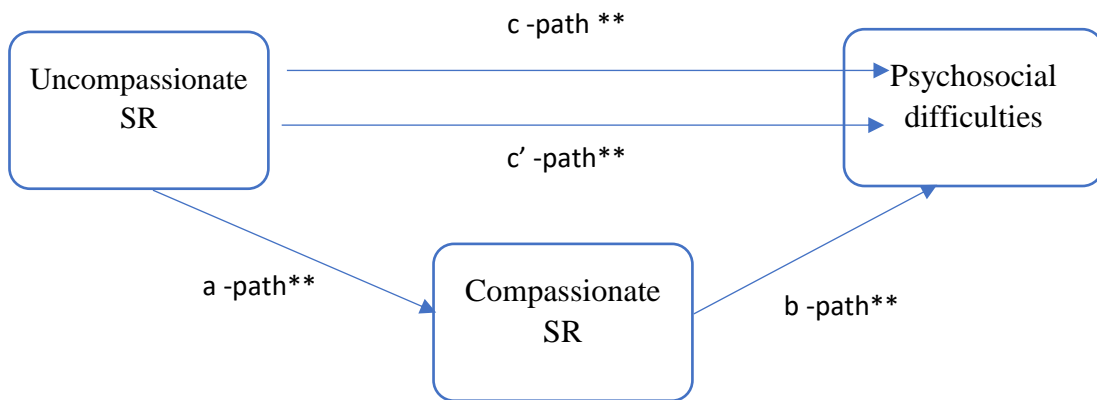 c -path **
Uncompassionate
SR
Psychosocial
difficulties
c’ -path**
a -path**
Compassionate
SR
b -path**